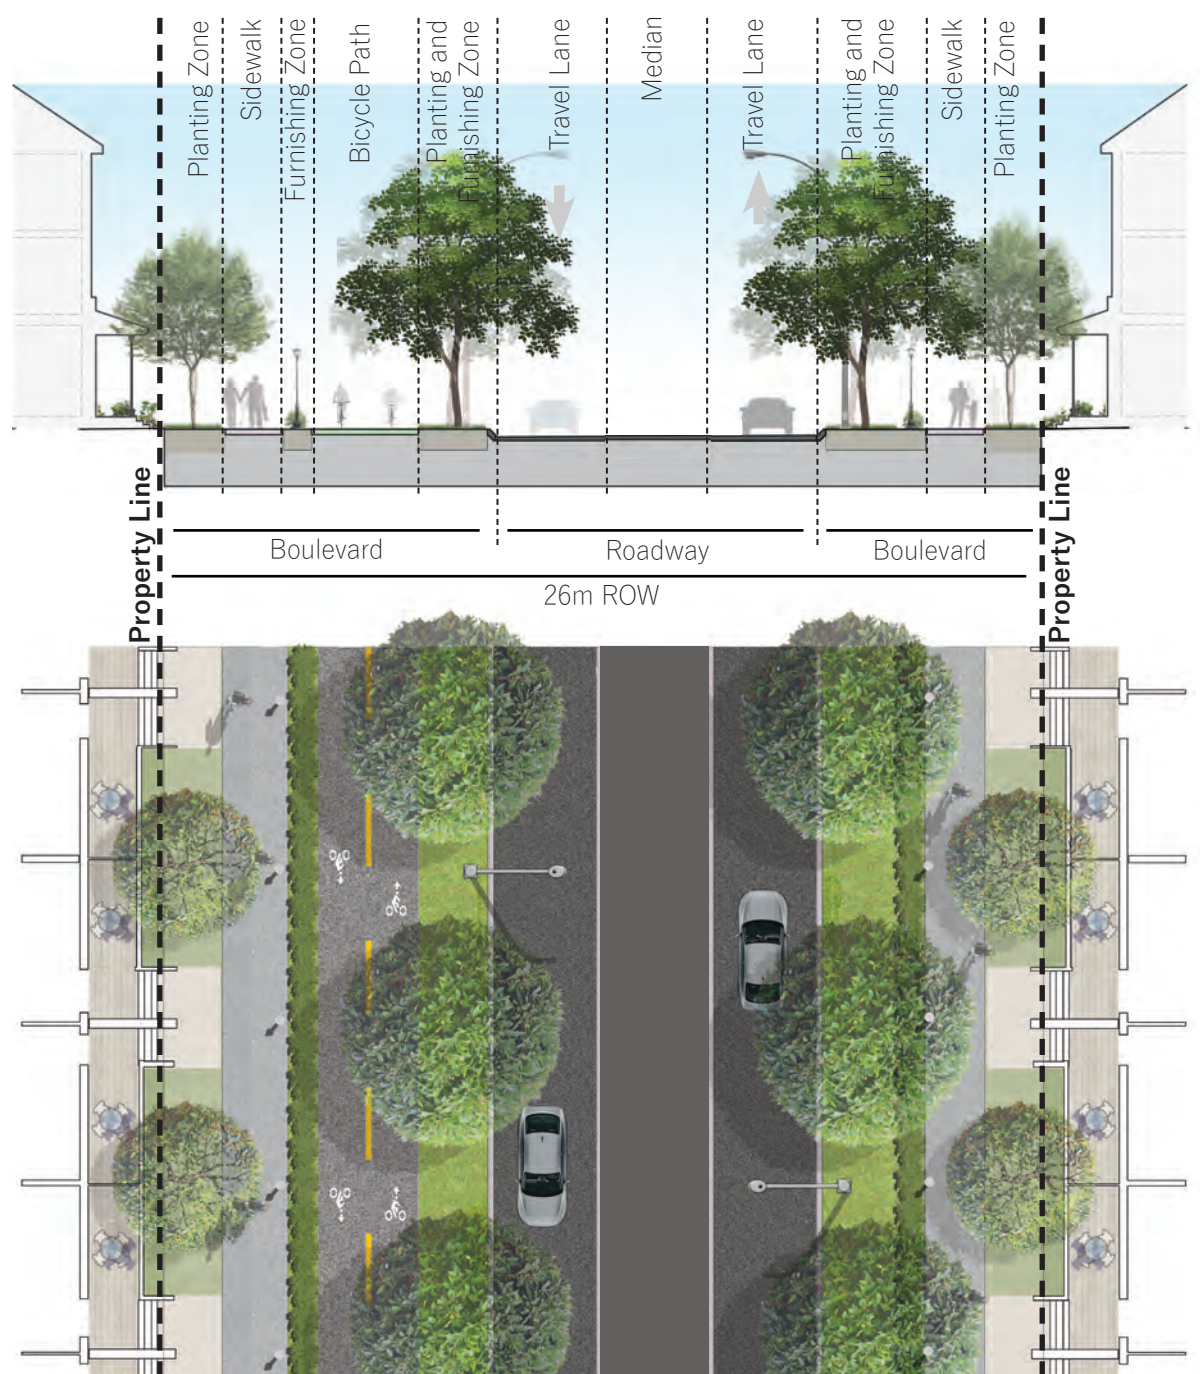 Planting Zone
Sidewalk
Furnishing Zone
Bicycle Path
Planting and
Furnishing Zone
Travel Lane
Median
Travel Lane
Planting and
Furnishing Zone
Sidewalk
Planting Zone
Property Line
Property Line
Boulevard
Roadway
Boulevard
26m ROW